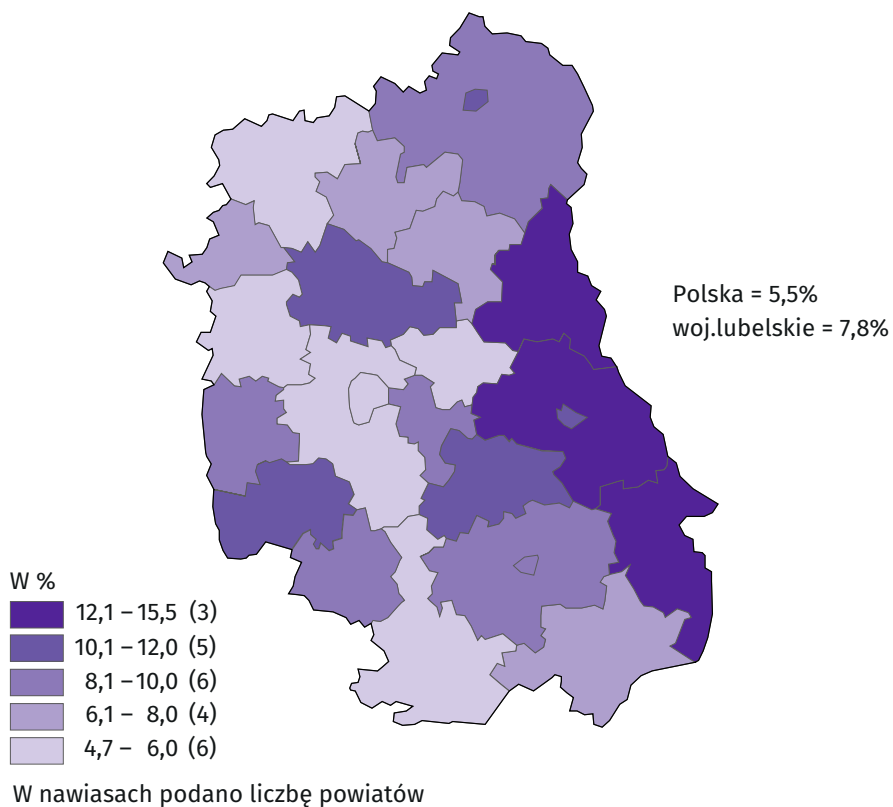 Polska = 5,5%
woj.lubelskie = 7,8%
W %
12,1 – 15,5 (3)
10,1 – 12,0 (5)
8,1 – 10,0 (6)
6,1 – 8,0 (4)
4,7 – 6,0 (6)
W nawiasach podano liczbę powiatów